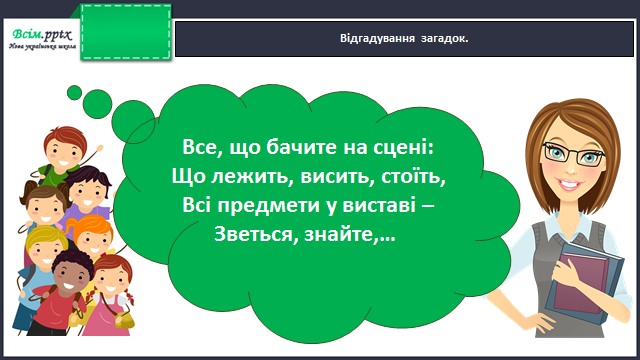 Всім.pptx
Нова українська школа
Відгадування загадок.
Все, що бачите на сцені:
Що лежить, висить, стоїть,
Всі предмети у виставі –
Зветься, знайте,...